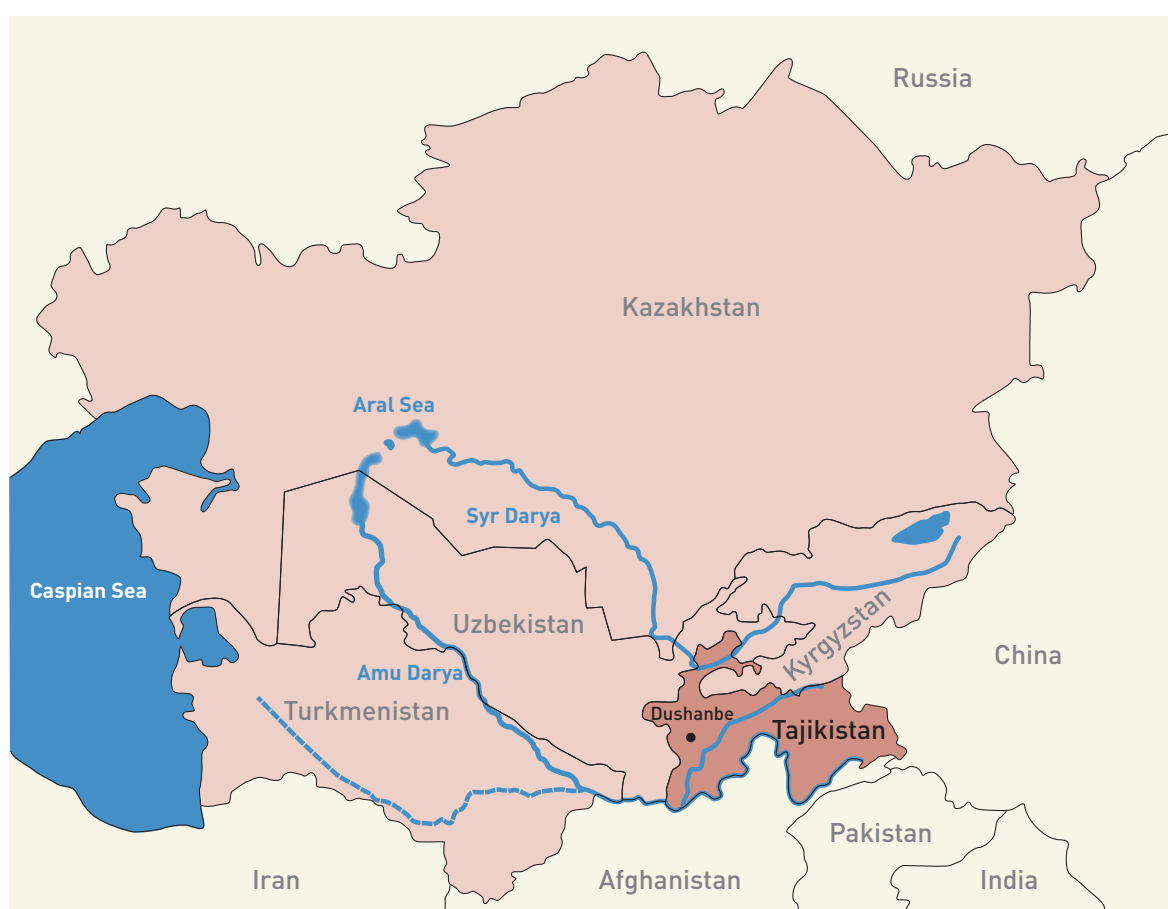 Russia
Kazakhstan
Aral Sea
Syr Darya
Caspian Sea
Uzbekistan
Kyrgyzstan
China
Amu Darya
Turkmenistan
Dushanbe
Tajikistan
Pakistan
Iran
Afghanistan
India